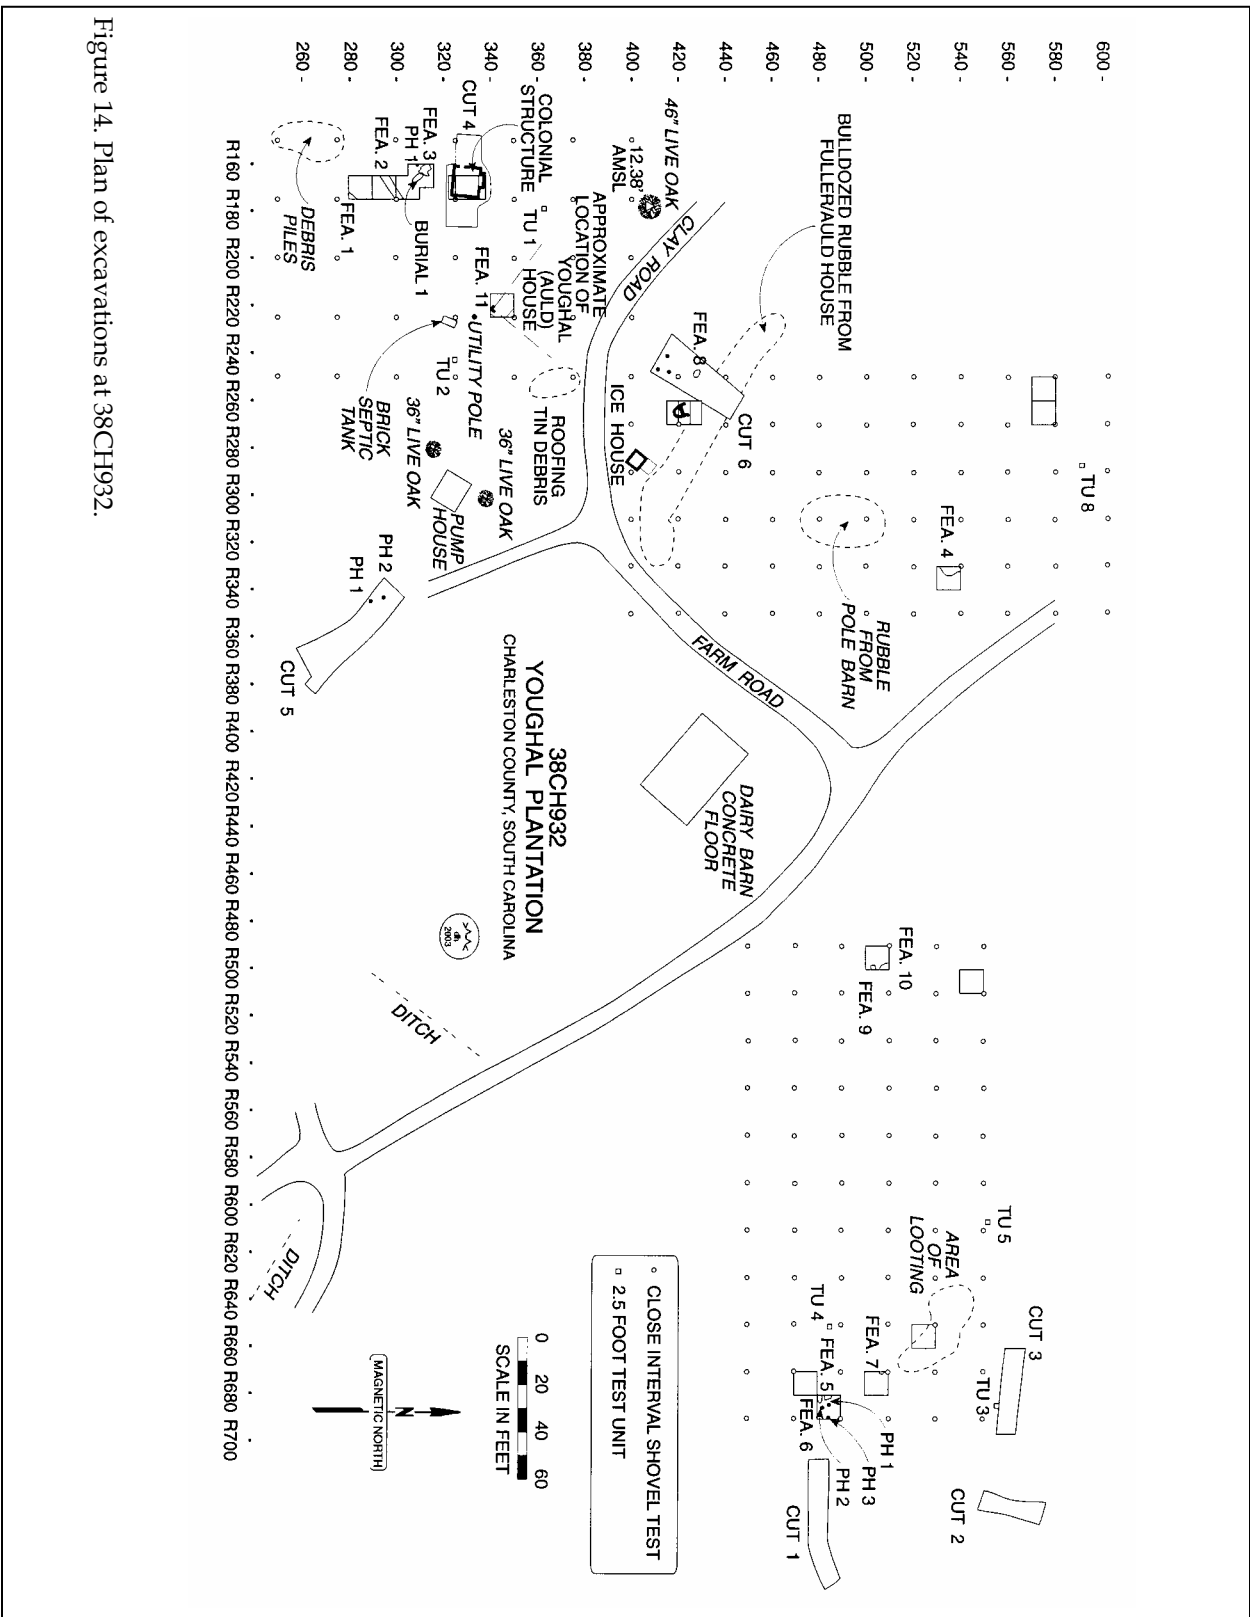 600 -
580 -
560 -
540 -
520 -
500 -
480 -
460 -
440 -
420 -
400 -
380 -
360 -
340 -
320 -
300 -
280 -
260 -
BULLDOZED RUBBLE FROM
FULLER/AULD HOUSE
46" LIVE OAK
12.38'
AMSL
CLAY ROAD
APPROXIMATE
LOCATION OF
YOUGHAL
(AULD)
HOUSE
COLONIAL
STRUCTURE
TU 1
CUT 4
FEA. 3
PH 1
FEA. 2
BURIAL 1
FEA. 1
DEBRIS
PILES
FEA. 11
UTILITY POLE
TU 2
BRICK
SEPTIC
TANK
ROOFING
TIN DEBRIS
36" LIVE OAK
36" LIVE OAK
PUMP
HOUSE
FEA. 8
CUT 6
ICE HOUSE
TU 8
FEA. 4
RUBBLE
FROM
POLE BARN
PH 2
PH 1
CUT 5
FARM ROAD
DAIRY BARN
CONCRETE
FLOOR
38CH932
YOUGHAL PLANTATION
CHARLESTON COUNTY, SOUTH CAROLINA
2003
DITCH
FEA. 10
FEA. 9
TU 5
AREA
OF
LOOTING
CUT 3
TU 3
TU 4
FEA. 7
FEA. 5
FEA. 6
PH 1
PH 3
PH 2
CUT 2
CUT 1
DITCH
○ CLOSE INTERVAL SHOVEL TEST
□ 2.5 FOOT TEST UNIT
0 20 40 60
SCALE IN FEET
N
MAGNETIC NORTH
R160 R180 R200 R220 R240 R260 R280 R300 R320 R340 R360 R380 R400 R420 R440 R460 R480 R500 R520 R540 R560 R580 R600 R620 R640 R660 R680 R700
Figure 14. Plan of excavations at 38CH932.